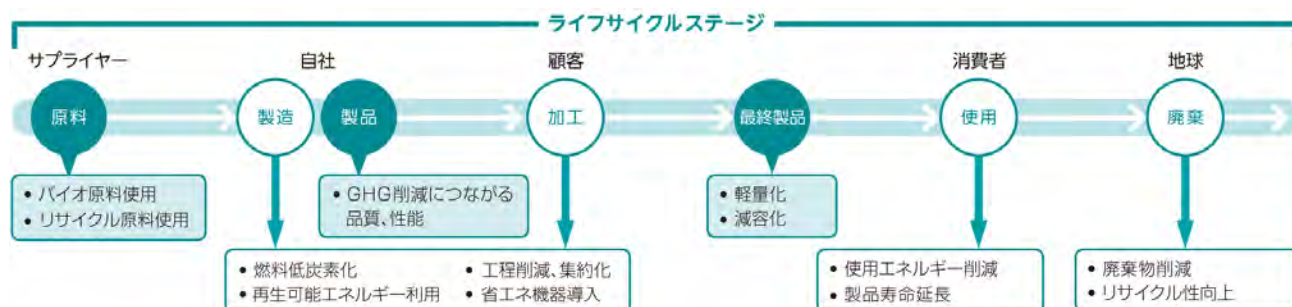 ライフサイクルステージ
サプライヤー
自社
顧客
消費者
地球
原料
製造
製品
加工
最終製品
使用
廃棄
• バイオ原料使用
• リサイクル原料使用
• GHG削減につながる
品質、性能
• 軽量化
• 減容化
• 燃料低炭素化
• 再生可能エネルギー利用
• 工程削減、集約化
• 省エネ機器導入
• 使用エネルギー削減
• 製品寿命延長
• 廃棄物削減
• リサイクル性向上